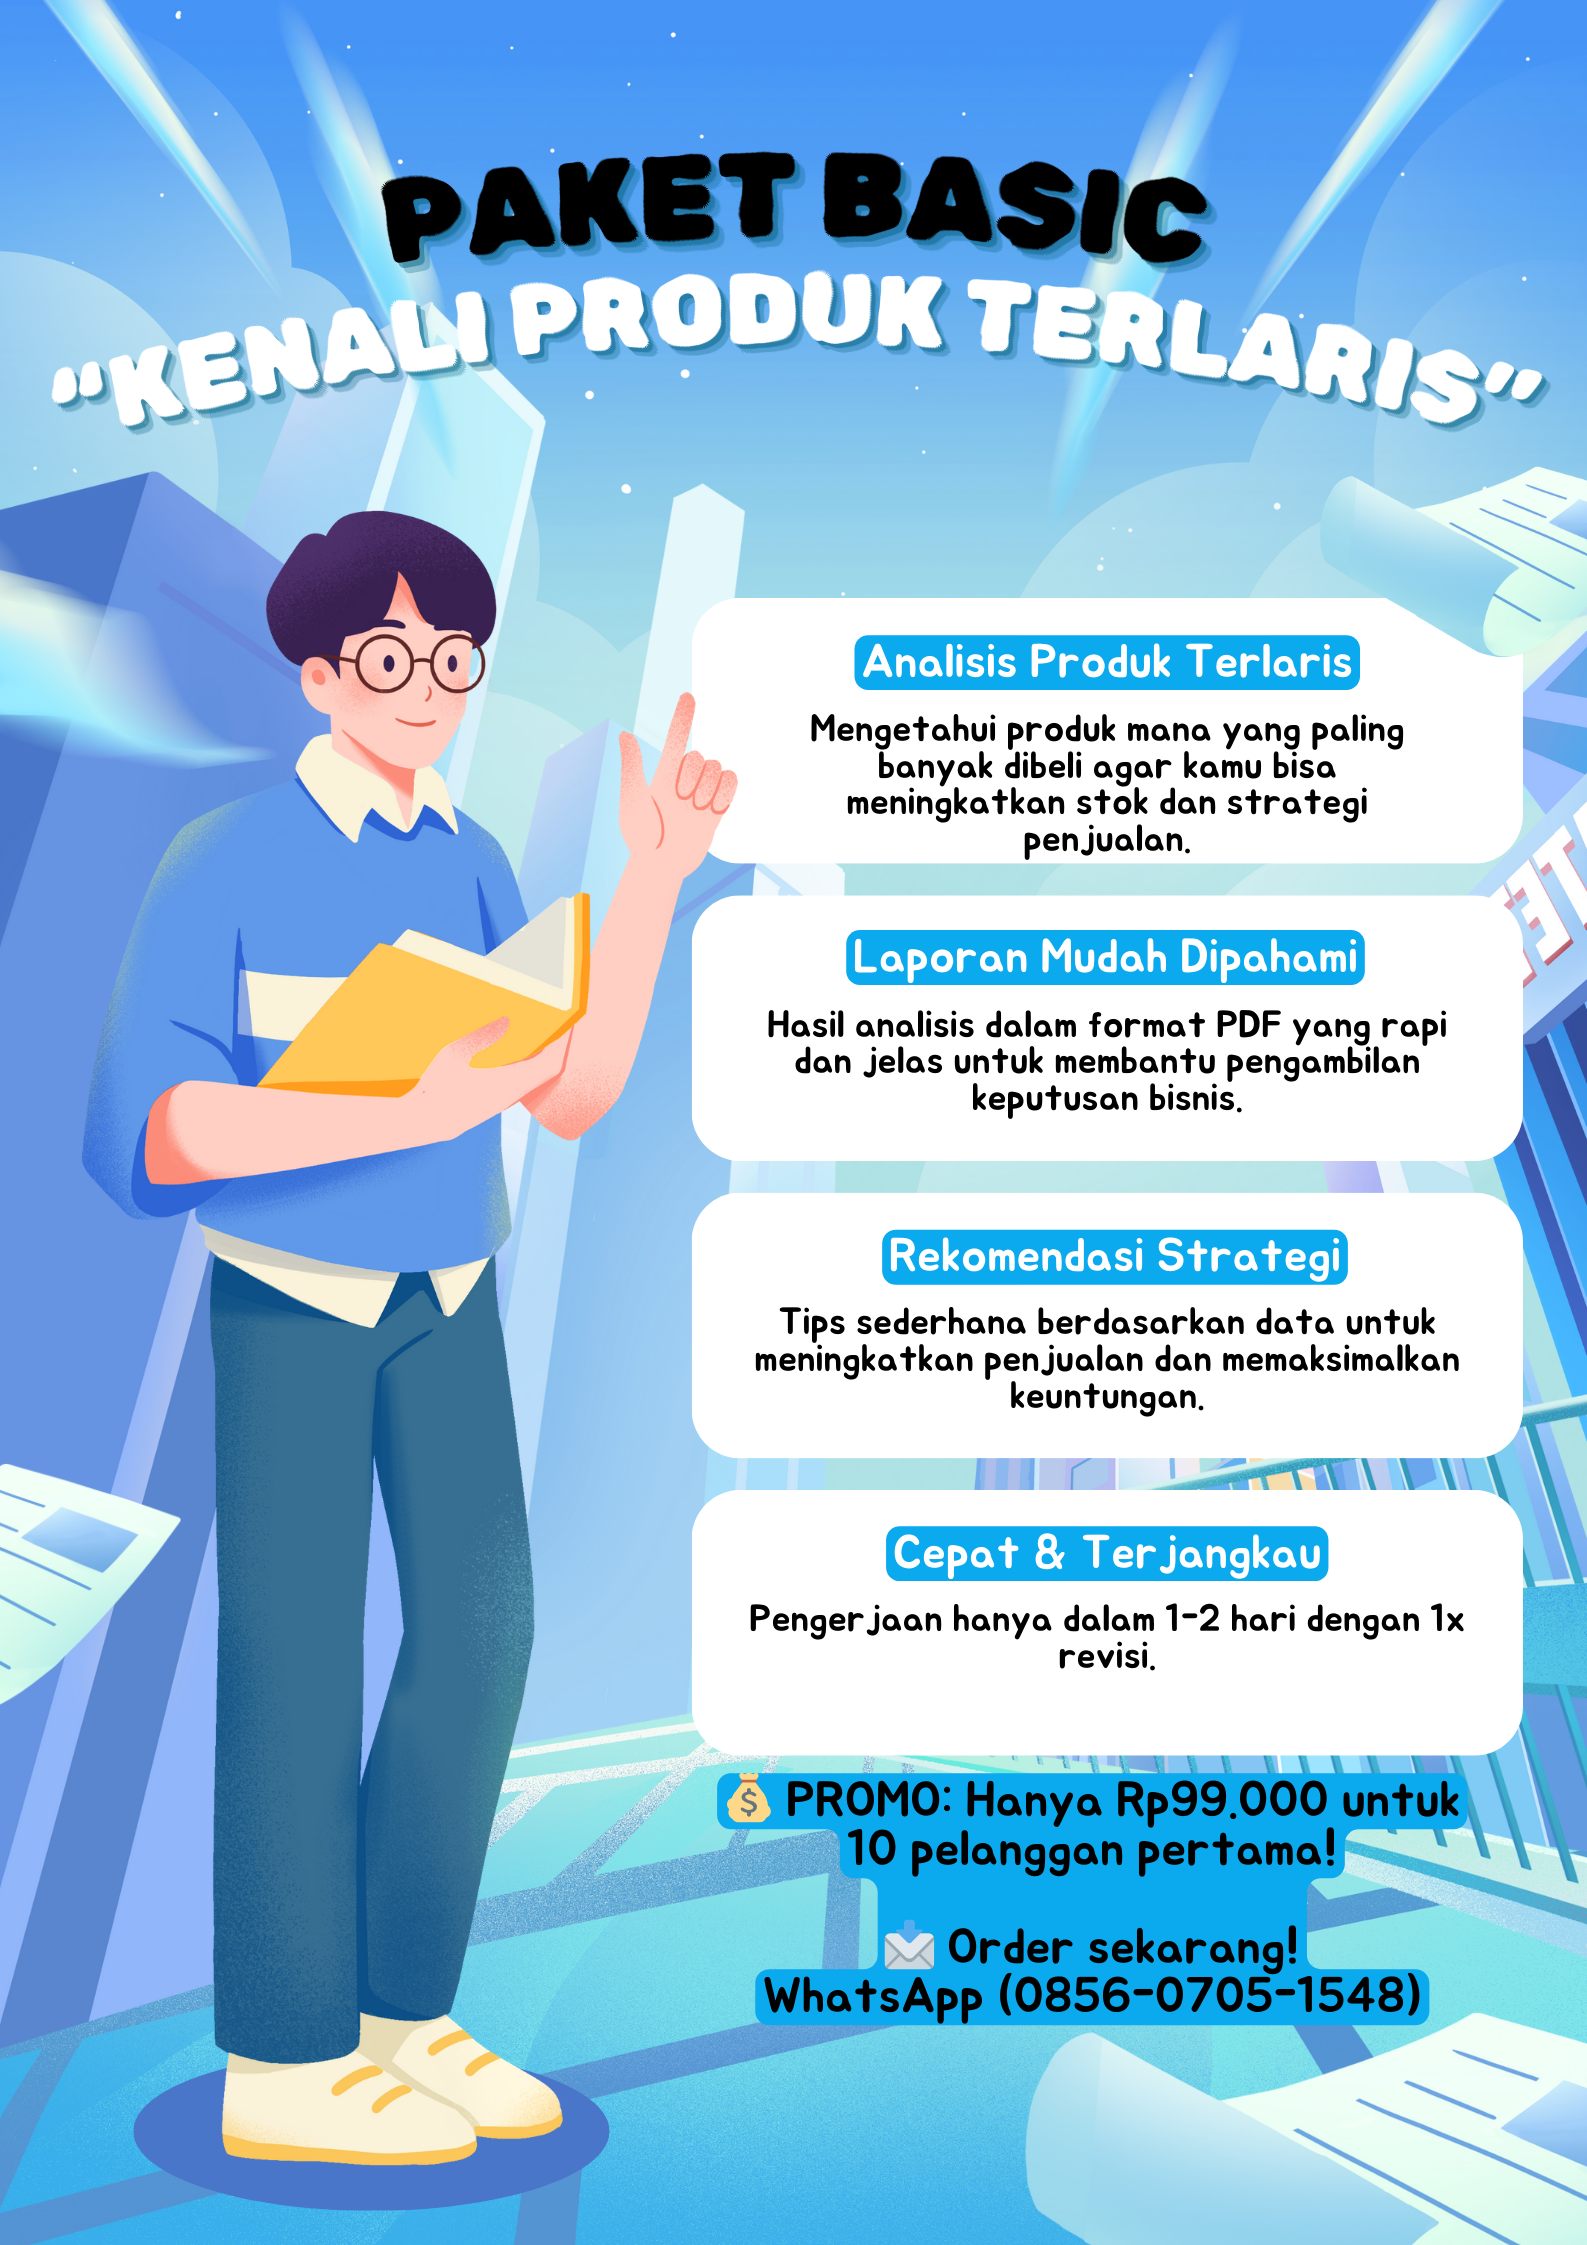 PAKET BASIC
“KENALI PRODUK TERLARIS”
Analisis Produk Terlaris
Mengetahui produk mana yang paling
banyak dibeli agar kamu bisa
meningkatkan stok dan strategi
penjualan.
Laporan Mudah Dipahami
Hasil analisis dalam format PDF yang rapi
dan jelas untuk membantu pengambilan
keputusan bisnis.
Rekomendasi Strategi
Tips sederhana berdasarkan data untuk
meningkatkan penjualan dan memaksimalkan
keuntungan.
Cepat & Terjangkau
Pengerjaan hanya dalam 1-2 hari dengan 1x
revisi.
💰 PROMO: Hanya Rp99.000 untuk
10 pelanggan pertama!
📩 Order sekarang!
WhatsApp (0856-0705-1548)